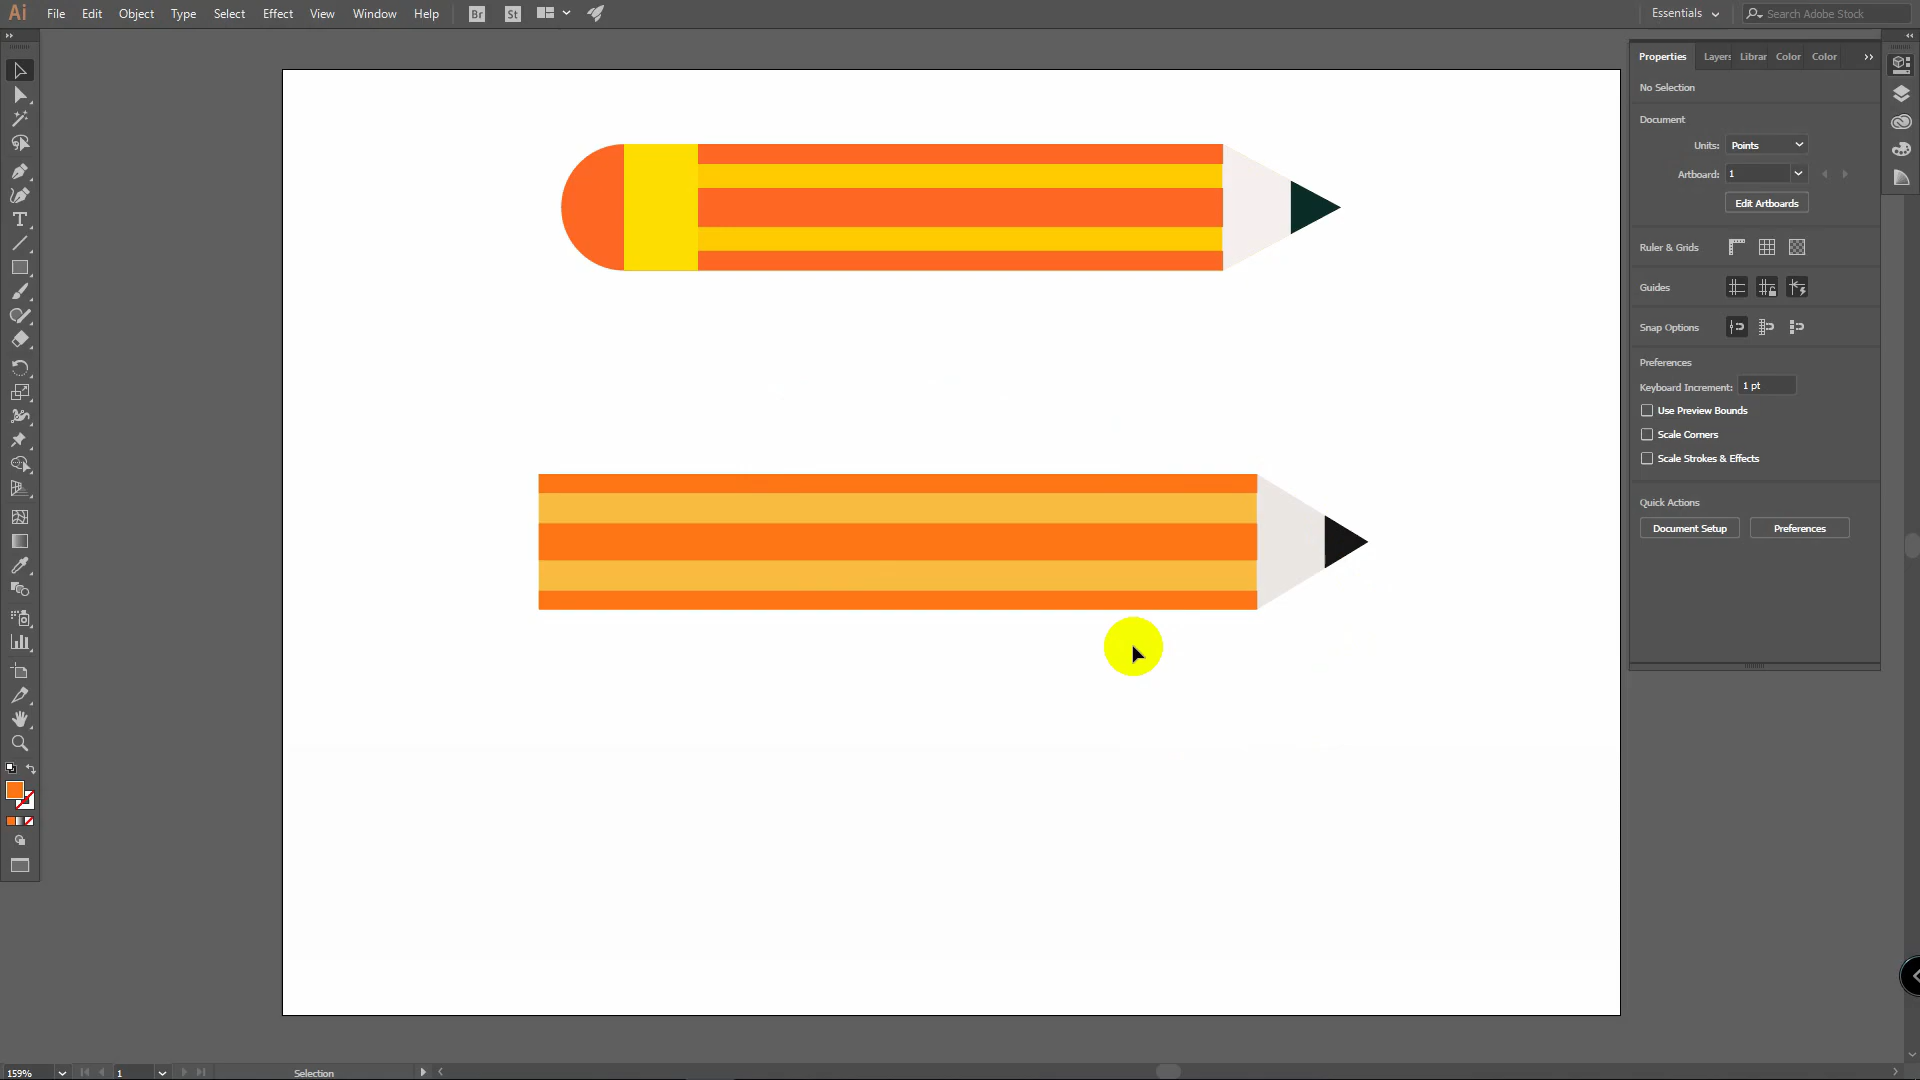 Ai File Edit Object Type Select Effect View Window Help Br St Essentials Search Adobe Stock
Properties Layers Librar Color Color
No Selection
Document
Units: Points
Artboard: 1
Edit Artboards
Ruler & Grids
Guides
Snap Options
Preferences
Keyboard Increment: 1 pt
Use Preview Bounds
Scale Corners
Scale Strokes & Effects
Quick Actions
Document Setup Preferences
159% 1 Selection